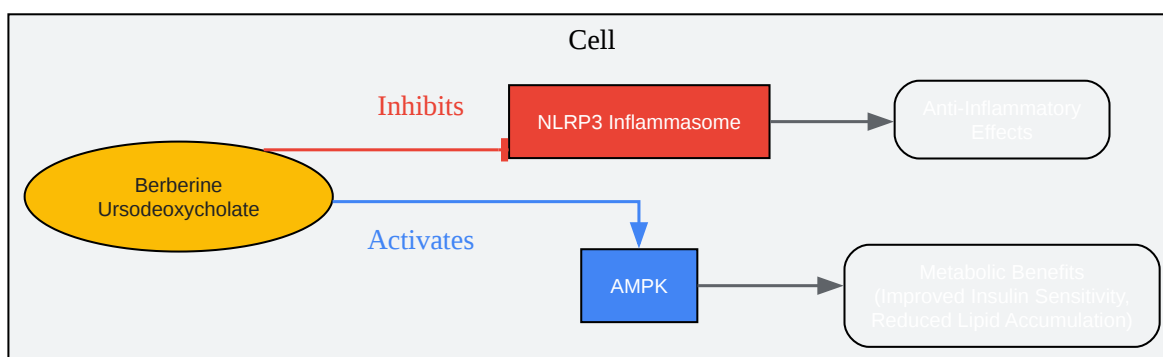 Cell
Inhibits
NLRP3 Inflammasome
Anti-Inflammatory
Effects
Berberine
Ursodeoxycholate
Activates
AMPK
Metabolic Benefits
(Improved Insulin Sensitivity,
Reduced Lipid Accumulation)